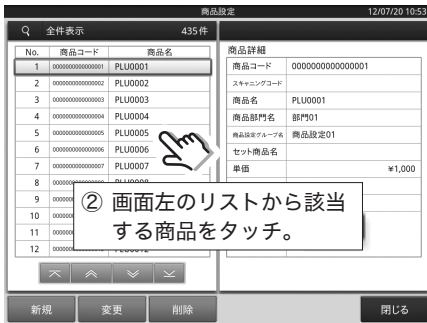 商品設定 12/07/20 10:53
全件表示 435件
No. 商品コード 商品名
1 0000000000000001 PLU0001
2 0000000000000002 PLU0002
3 0000000000000003 PLU0003
4 0000000000000004 PLU0004
5 0000000000000005 PLU0005
6 0000000000000006 PLU0006
7 0000000000000007 PLU0007
8
9
10
11
12
商品詳細
商品コード 0000000000000001
スキャニングコード
商品名 PLU0001
商品部門名 部門01
商品設定グループ名 商品設定01
セット商品名
単価 ¥1,000
② 画面左のリストから該当
する商品をタッチ。
新規 変更 削除 閉じる